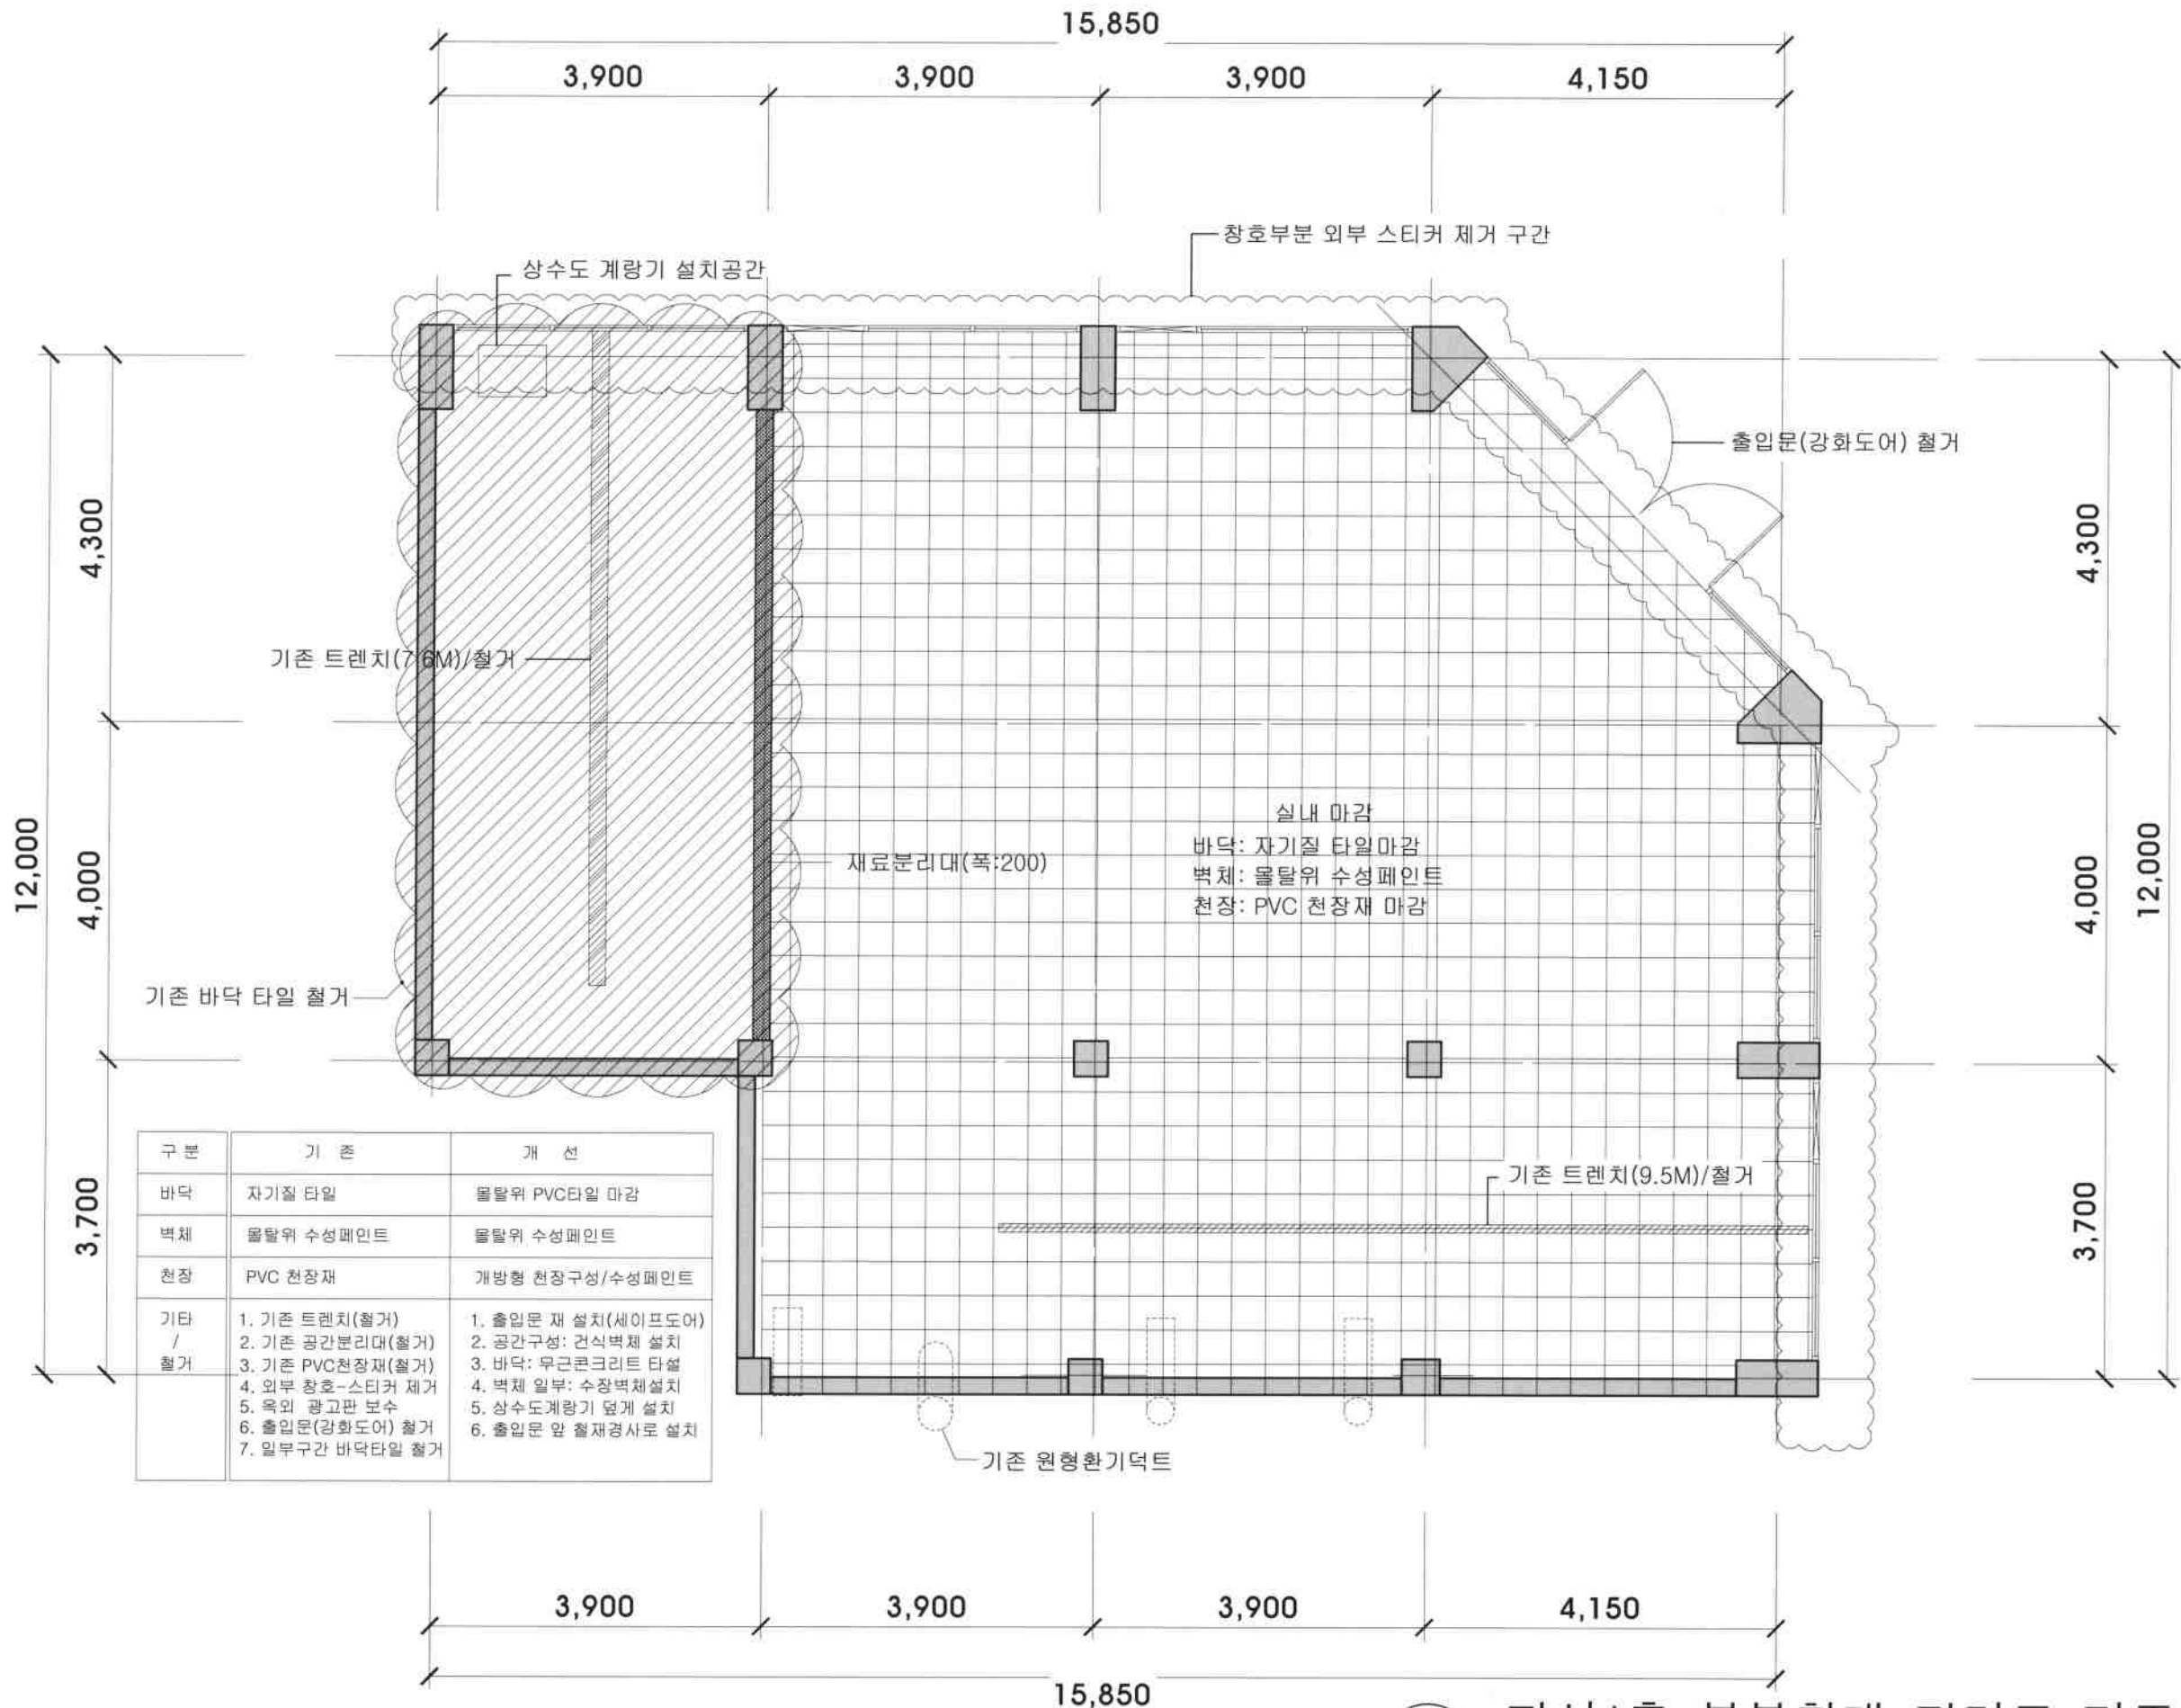 15,850
3,900 3,900 3,900 4,150
창호부분 외부 스티커 제거 구간
상수도 계량기 설치공간
출입문(강화도어) 철거
4,300
4,300
기존 트렌치(7.6M)/철거
12,000
4,000
실내 마감
바닥: 자기질 타일마감
벽체: 몰탈위 수성페인트
천장: PVC 천장재 마감
재료분리대(폭:200)
4,000
12,000
기존 바닥 타일 철거
구분 기 존 개 선
바닥 자기질 타일 몰탈위 PVC타일 마감
벽체 몰탈위 수성페인트 몰탈위 수성페인트
천장 PVC 천장재 개방형 천장구성/수성페인트
기타
/
철거
1. 기존 트렌치(철거)
2. 기존 공간분리대(철거)
3. 기존 PVC천장재(철거)
4. 외부 창호-스티커 제거
5. 옥외 광고판 보수
6. 출입문(강화도어) 철거
7. 일부구간 바닥타일 철거
1. 출입문 재 설치(세이프도어)
2. 공간구성: 건식벽체 설치
3. 바닥: 무근콘크리트 타설
4. 벽체 일부: 수장벽체설치
5. 상수도계량기 덮게 설치
6. 출입문 앞 철재경사로 설치
3,700
기존 트렌치(9.5M)/철거
3,700
기존 원형환기덕트
3,900 3,900 3,900 4,150
15,850